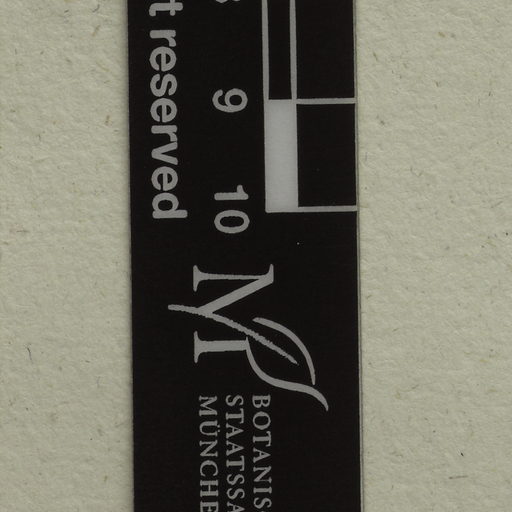 t reserved
9
10
M
BOTANIS
STAATSSA
MÜNCHE